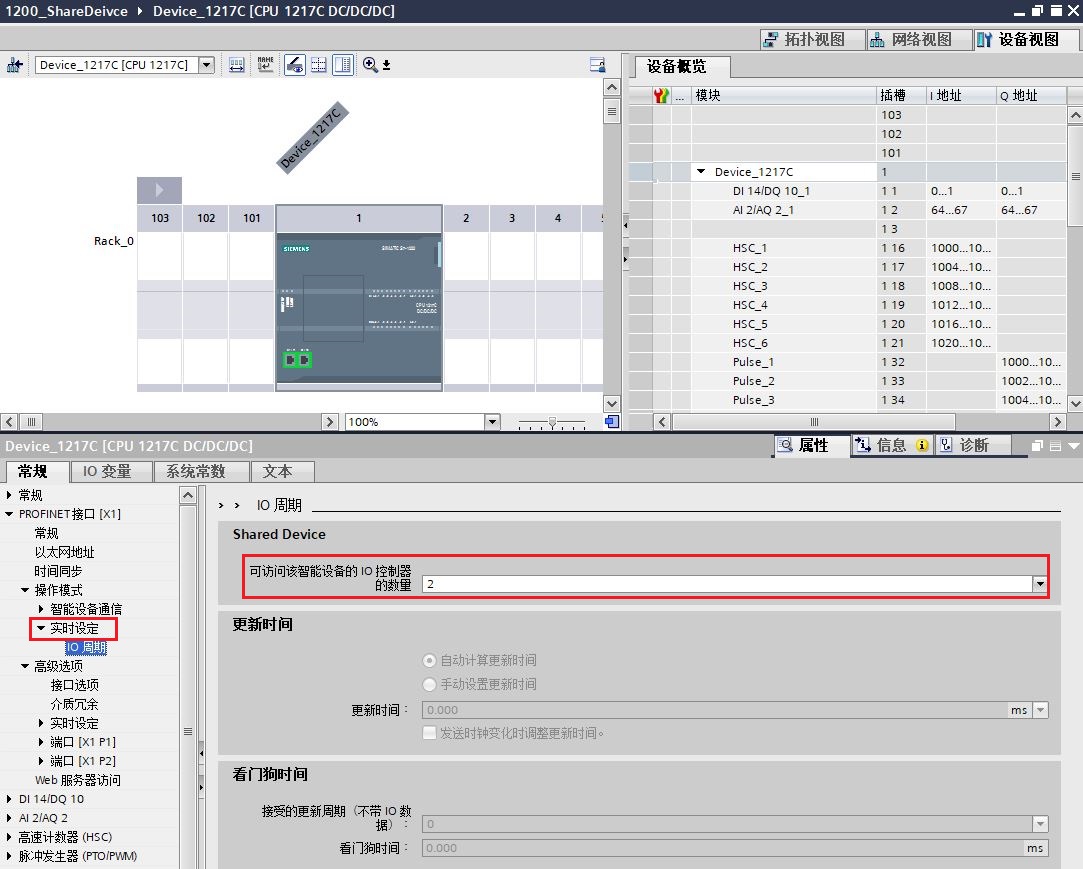 1200_ShareDeivce ▸ Device_1217C [CPU 1217C DC/DC/DC]
拓扑视图 网络视图 设备视图
Device_1217C [CPU 1217C]
设备概览
... 模块 插槽 I 地址 Q 地址
103
102
101
Device_1217C 1
DI 14/DQ 10_1 1 1 0...1 0...1
AI 2/AQ 2_1 1 2 64...67 64...67
1 3
HSC_1 1 16 1000...10...
HSC_2 1 17 1004...10...
HSC_3 1 18 1008...10...
HSC_4 1 19 1012...10...
HSC_5 1 20 1016...10...
HSC_6 1 21 1020...10...
Pulse_1 1 32 1000...10...
Pulse_2 1 33 1002...10...
Pulse_3 1 34 1004...10...
Device_1217C
103 102 101 1 2 3 4
Rack_0
SIEMENS SIMATIC S7-1200
CPU 1217C
DC/DC/DC
100%
Device_1217C [CPU 1217C DC/DC/DC]
属性 信息 诊断
常规 IO 变量 系统常数 文本
常规
PROFINET接口 [X1]
常规
以太网地址
时间同步
操作模式
智能设备通信
实时设定
IO 周期
高级选项
接口选项
介质冗余
实时设定
端口 [X1 P1]
端口 [X1 P2]
Web 服务器访问
DI 14/DQ 10
AI 2/AQ 2
高速计数器 (HSC)
脉冲发生器 (PTO/PWM)
IO 周期
Shared Device
可访问该智能设备的 IO 控制器
的数量 2
更新时间
自动计算更新时间
手动设置更新时间
更新时间： 0.000 ms
发送时钟变化时调整更新时间。
看门狗时间
接受的更新周期（不带 IO 数
据）： 0
看门狗时间： 0.000 ms